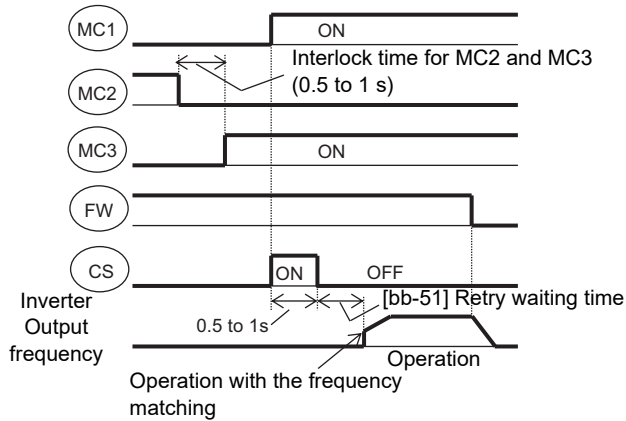 MC1
ON
Interlock time for MC2 and MC3
(0.5 to 1 s)
MC2
MC3
ON
FW
CS
ON
OFF
Inverter
Output
frequency
0.5 to 1s
[bb-51] Retry waiting time
Operation
Operation with the frequency
matching